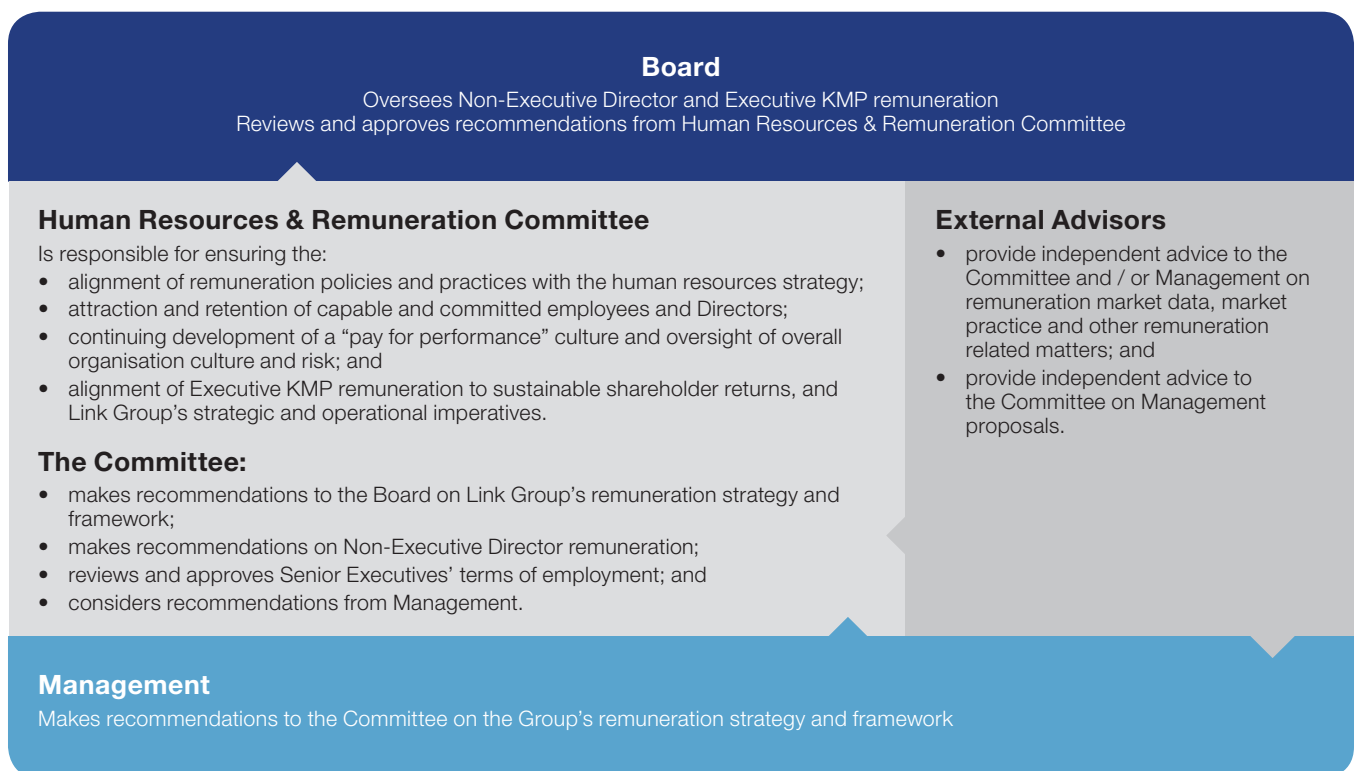 Board
Oversees Non-Executive Director and Executive KMP remuneration
Reviews and approves recommendations from Human Resources & Remuneration Committee
Human Resources & Remuneration Committee
Is responsible for ensuring the:
• alignment of remuneration policies and practices with the human resources strategy;
• attraction and retention of capable and committed employees and Directors;
• continuing development of a “pay for performance” culture and oversight of overall
organisation culture and risk; and
• alignment of Executive KMP remuneration to sustainable shareholder returns, and
Link Group’s strategic and operational imperatives.
The Committee:
• makes recommendations to the Board on Link Group’s remuneration strategy and
framework;
• makes recommendations on Non-Executive Director remuneration;
• reviews and approves Senior Executives’ terms of employment; and
• considers recommendations from Management.
External Advisors
• provide independent advice to the
Committee and / or Management on
remuneration market data, market
practice and other remuneration
related matters; and
• provide independent advice to
the Committee on Management
proposals.
Management
Makes recommendations to the Committee on the Group’s remuneration strategy and framework